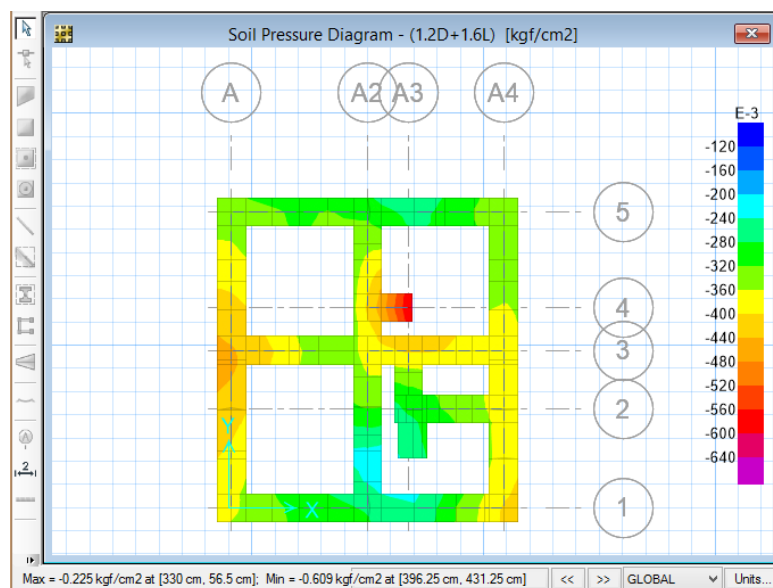 Soil Pressure Diagram - (1.2D+1.6L) [kgf/cm2]
A A2 A3 A4
E-3
-120
-160
-200
-240
-280
-320
-360
-400
-440
-480
-520
-560
-600
-640
5
4
3
2
1
Y
X
2
Max = -0.225 kgf/cm2 at [330 cm, 56.5 cm]; Min = -0.609 kgf/cm2 at [396.25 cm, 431.25 cm]
<< >> GLOBAL Units...